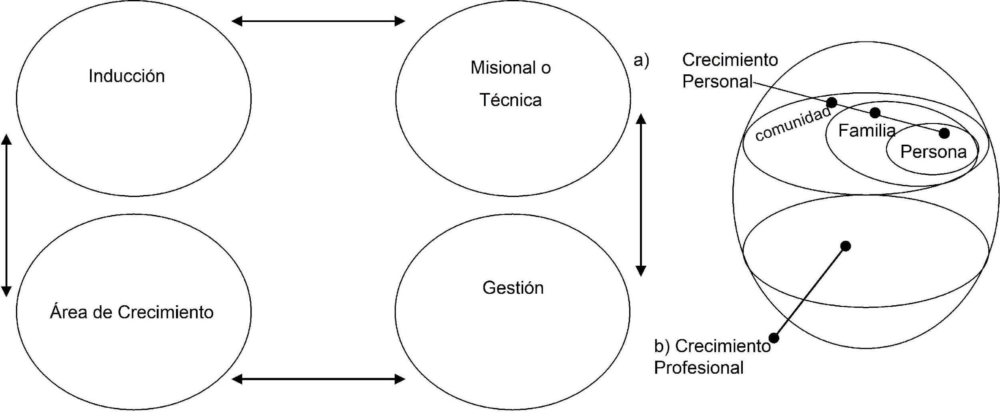 Inducción
Misional o
Técnica
Área de Crecimiento
Gestión
a)
Crecimiento
Personal
comunidad
Familia
Persona
b) Crecimiento
Profesional